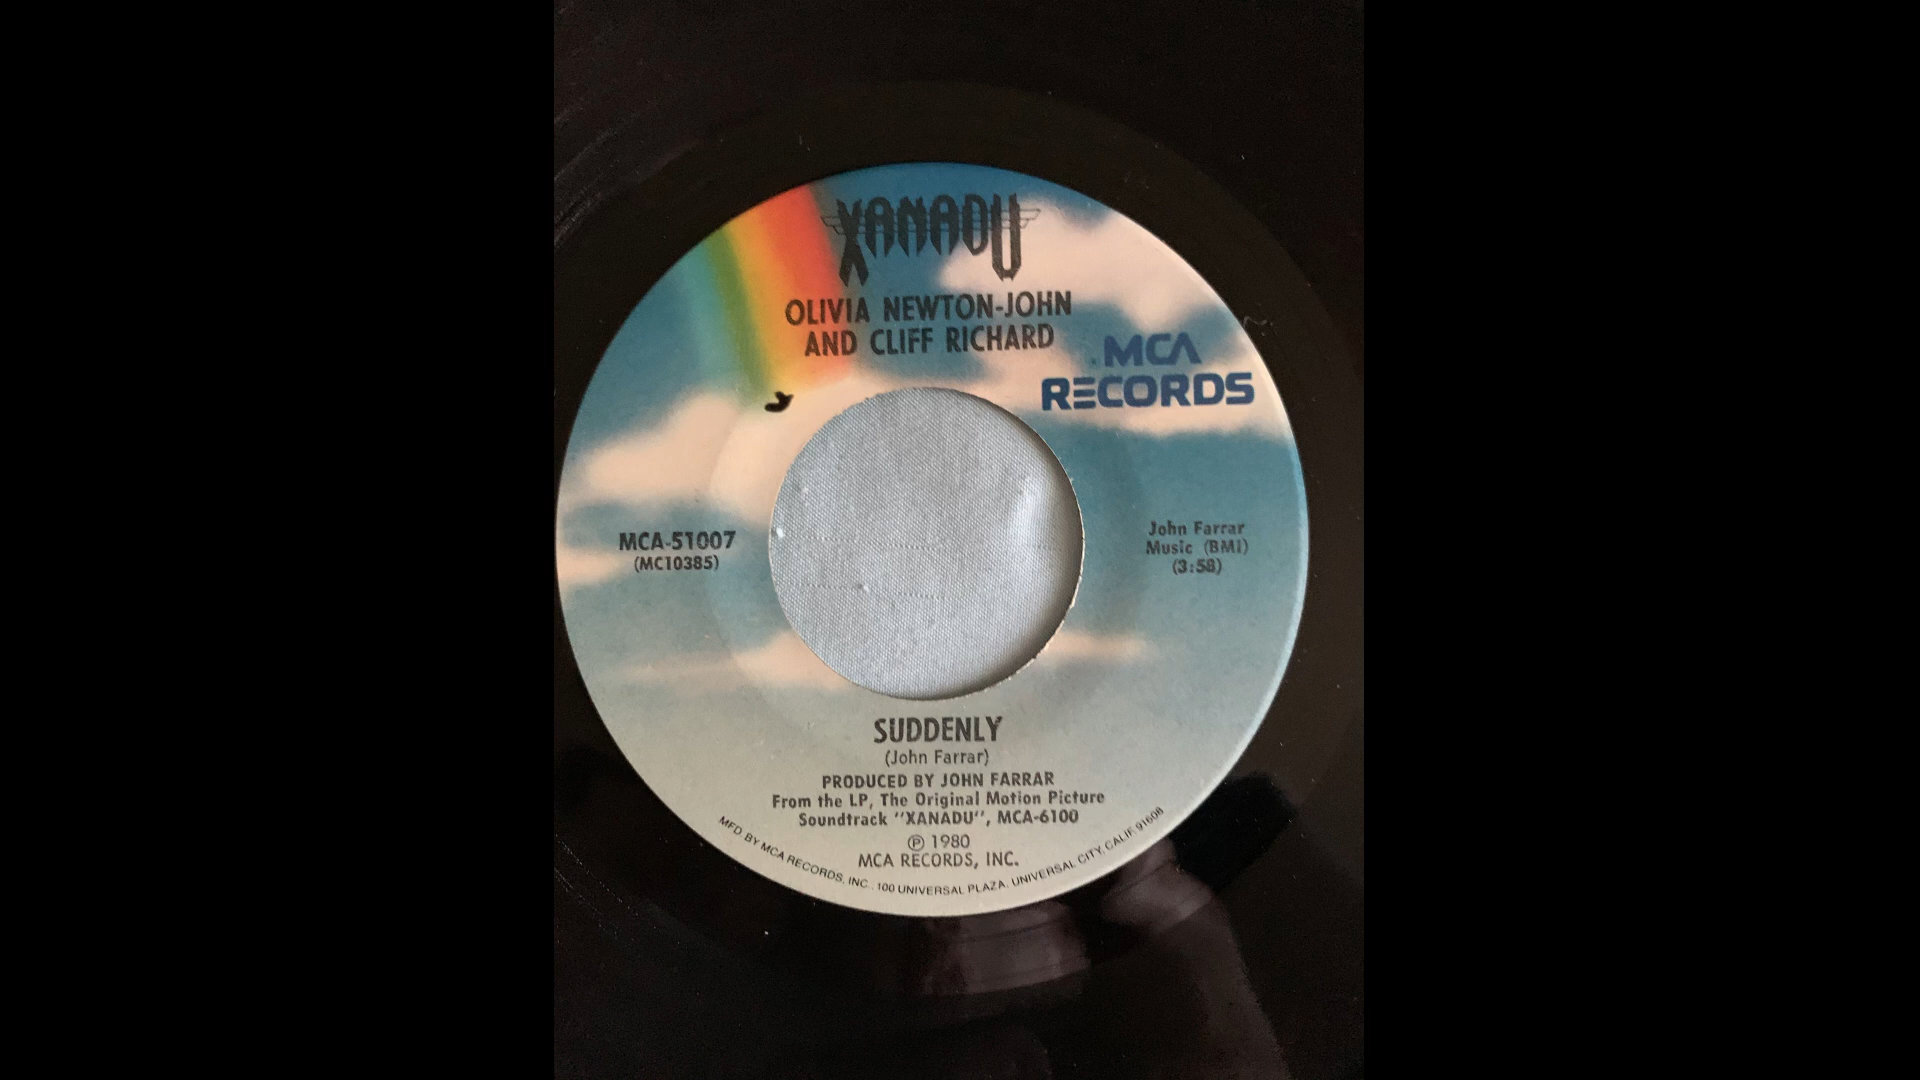 XANADU
OLIVIA NEWTON-JOHN
AND CLIFF RICHARD
MCA
RECORDS
MCA-51007
(MC10385)
John Farrar
Music (BMI)
(3:58)
SUDDENLY
(John Farrar)
PRODUCED BY JOHN FARRAR
From the LP, The Original Motion Picture
Soundtrack "XANADU", MCA-6100
℗ 1980
MCA RECORDS, INC.
MFD BY MCA RECORDS, INC., 100 UNIVERSAL PLAZA, UNIVERSAL CITY, CALIF. 91608